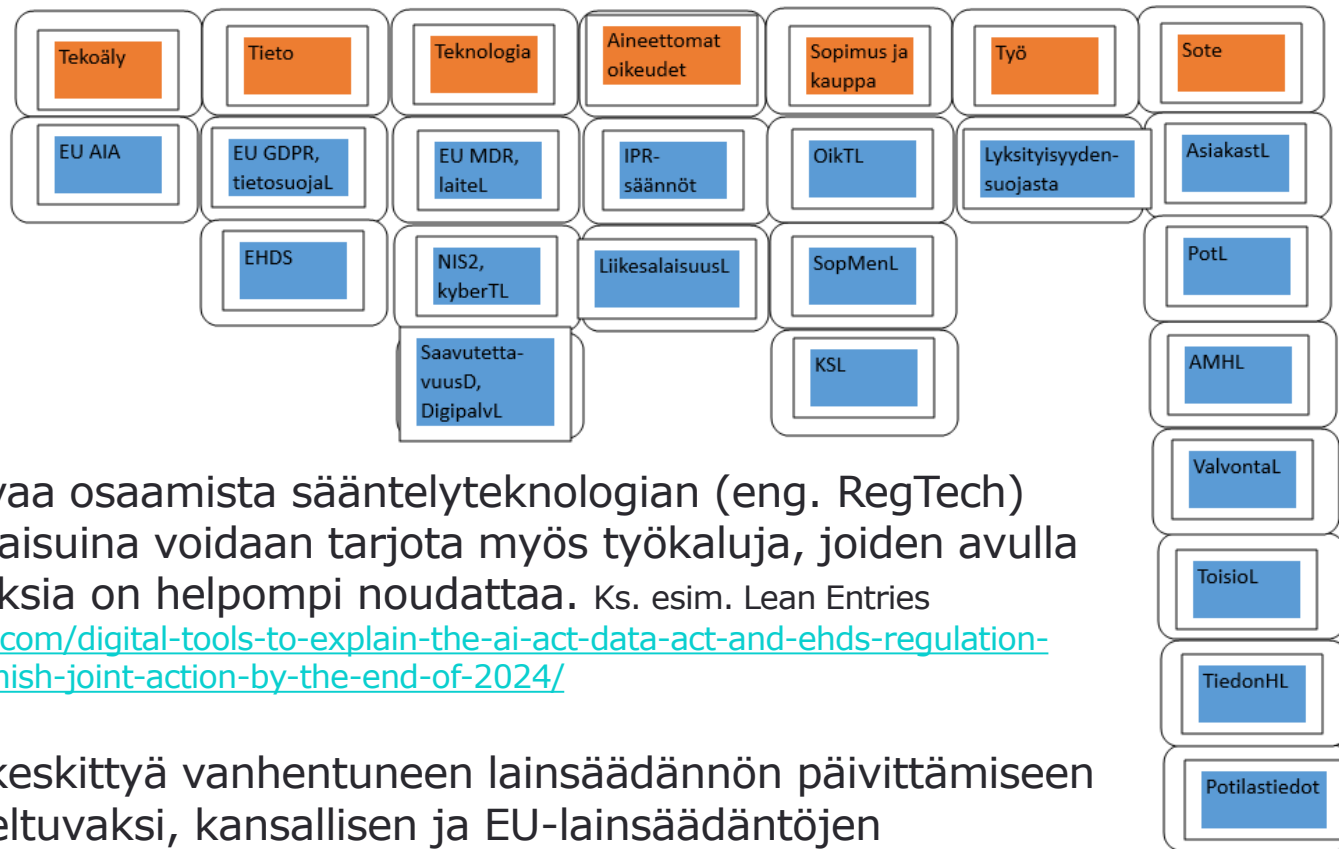 Tekoäly
Tieto
Teknologia
Aineettomat
oikeudet
Sopimus ja
kauppa
Työ
Sote
EU AIA
EU GDPR,
tietosuojaL
EU MDR,
laiteL
IPR-
säännöt
OikTL
Lyksityisyyden-
suojasta
AsiakastL
EHDS
NIS2,
kyberTL
LiikesalaisuusL
SopMenL
PotL
Saavutetta-
vuusD,
DigipalvL
KSL
AMHL
ValvontaL
ToisioL
TiedonHL
Potilastiedot
vaa osaamista sääntelyteknologian (eng. RegTech)
aisuina voidaan tarjota myös työkaluja, joiden avulla
ksia on helpompi noudattaa. Ks. esim. Lean Entries
.com/digital-tools-to-explain-the-ai-act-data-act-and-ehds-regulation-
nish-joint-action-by-the-end-of-2024/
keskittyä vanhentuneen lainsäädännön päivittämiseen
eltuvaksi, kansallisen ja EU-lainsäädäntöjen